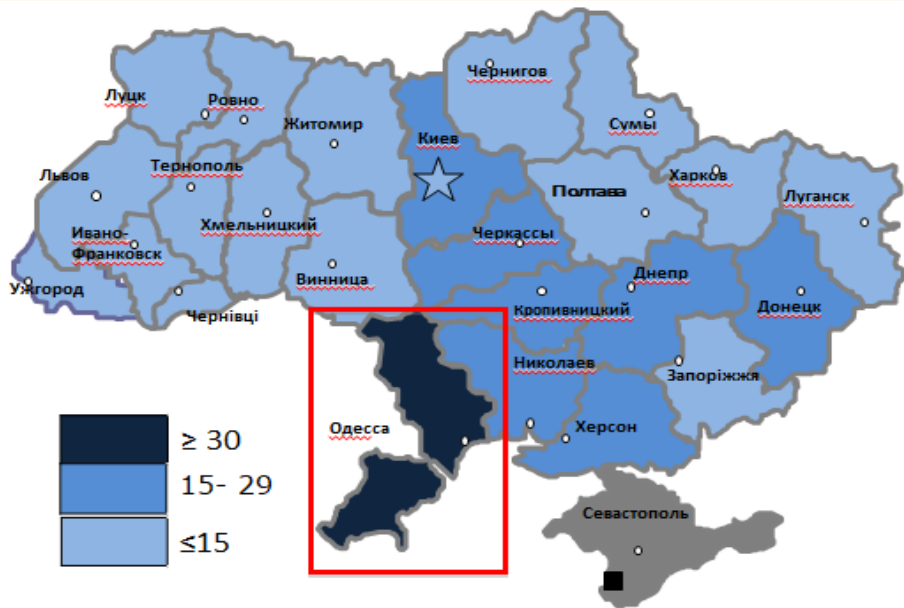 Чернигов
Луцк
Ровно
Житомир
Киев
Сумы
Львов
Тернополь
Полтава
Харков
Луганск
Ивано-
Франковск
Хмельницкий
Черкассы
Ужгород
Винница
Днепр
Чернівці
Кропивницкий
Донецк
Николаев
Запоріжжя
Одесса
Херсон
≥ 30
15- 29
≤15
Севастополь